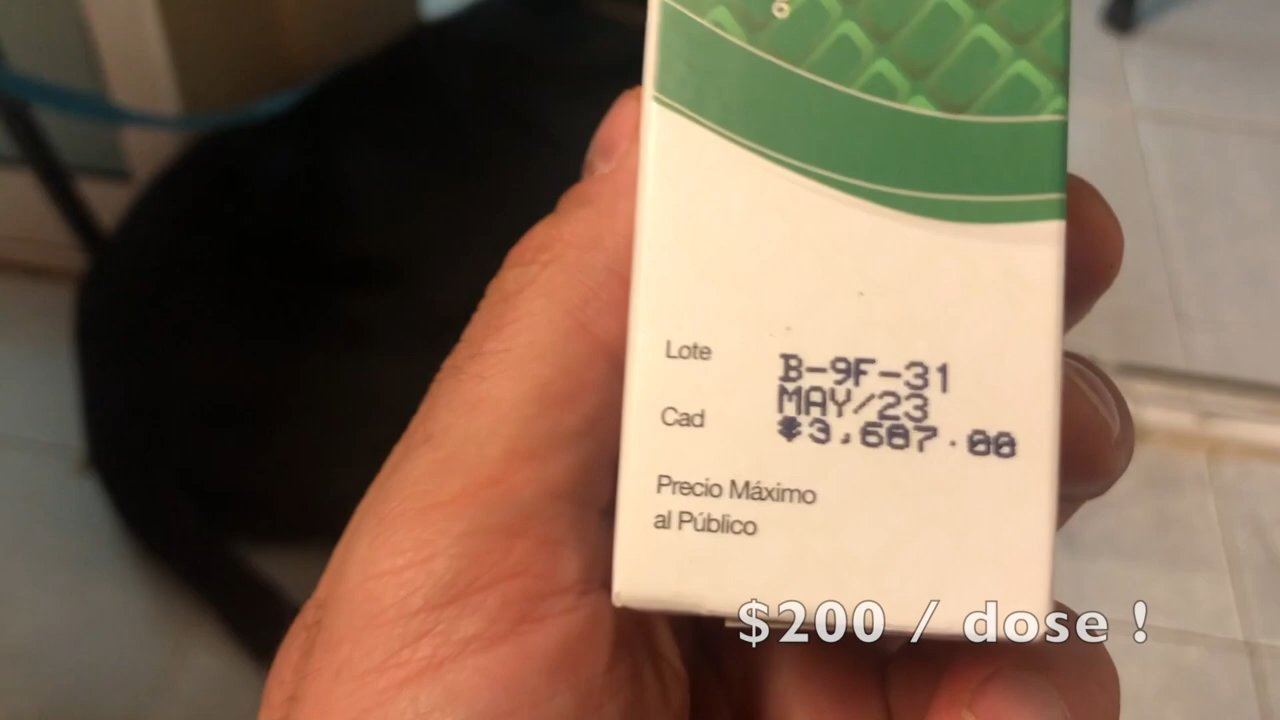 Lote
B-9F-31
Cad
MAY/23
$3,687.00
Precio Máximo
al Público
$200 / dose !